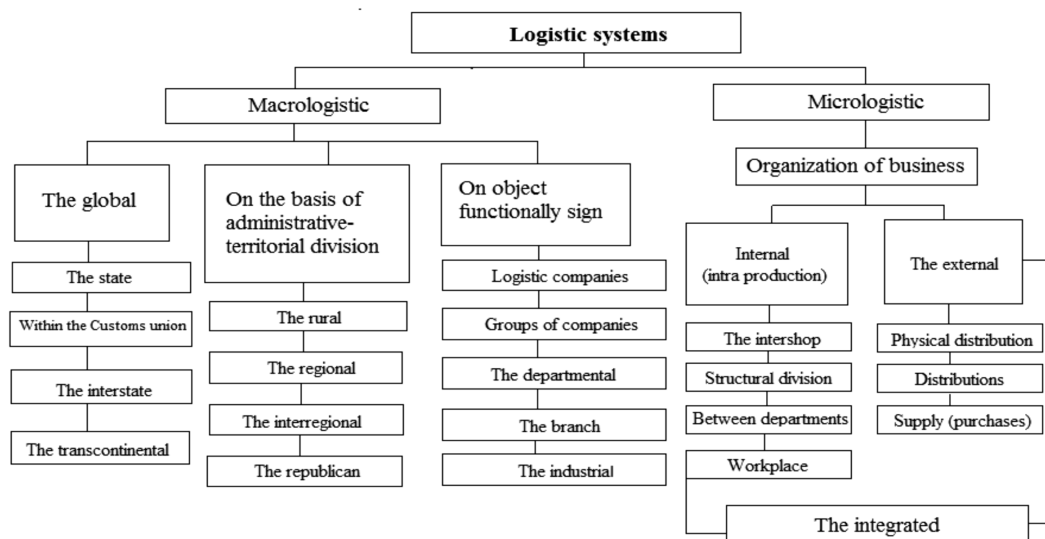 Logistic systems
Macrologistic
Micrologistic
The global
On the basis of
administrative-
territorial division
On object
functionally sign
Organization of business
The state
Within the Customs union
The interstate
The transcontinental
The rural
The regional
The interregional
The republican
Logistic companies
Groups of companies
The departmental
The branch
The industrial
Internal
(intra production)
The intershop
Structural division
Between departments
Workplace
The external
Physical distribution
Distributions
Supply (purchases)
The integrated